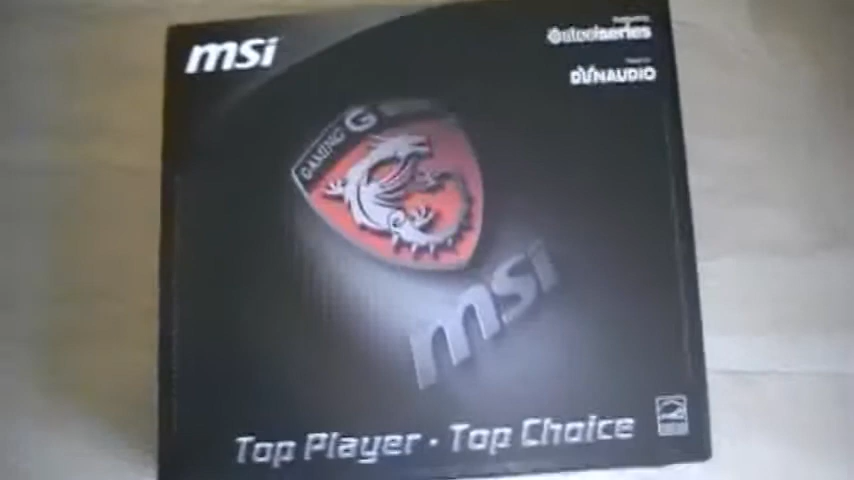 msi
steelseries
DYNAUDIO
GAMING G
msi
Top Player · Top Choice